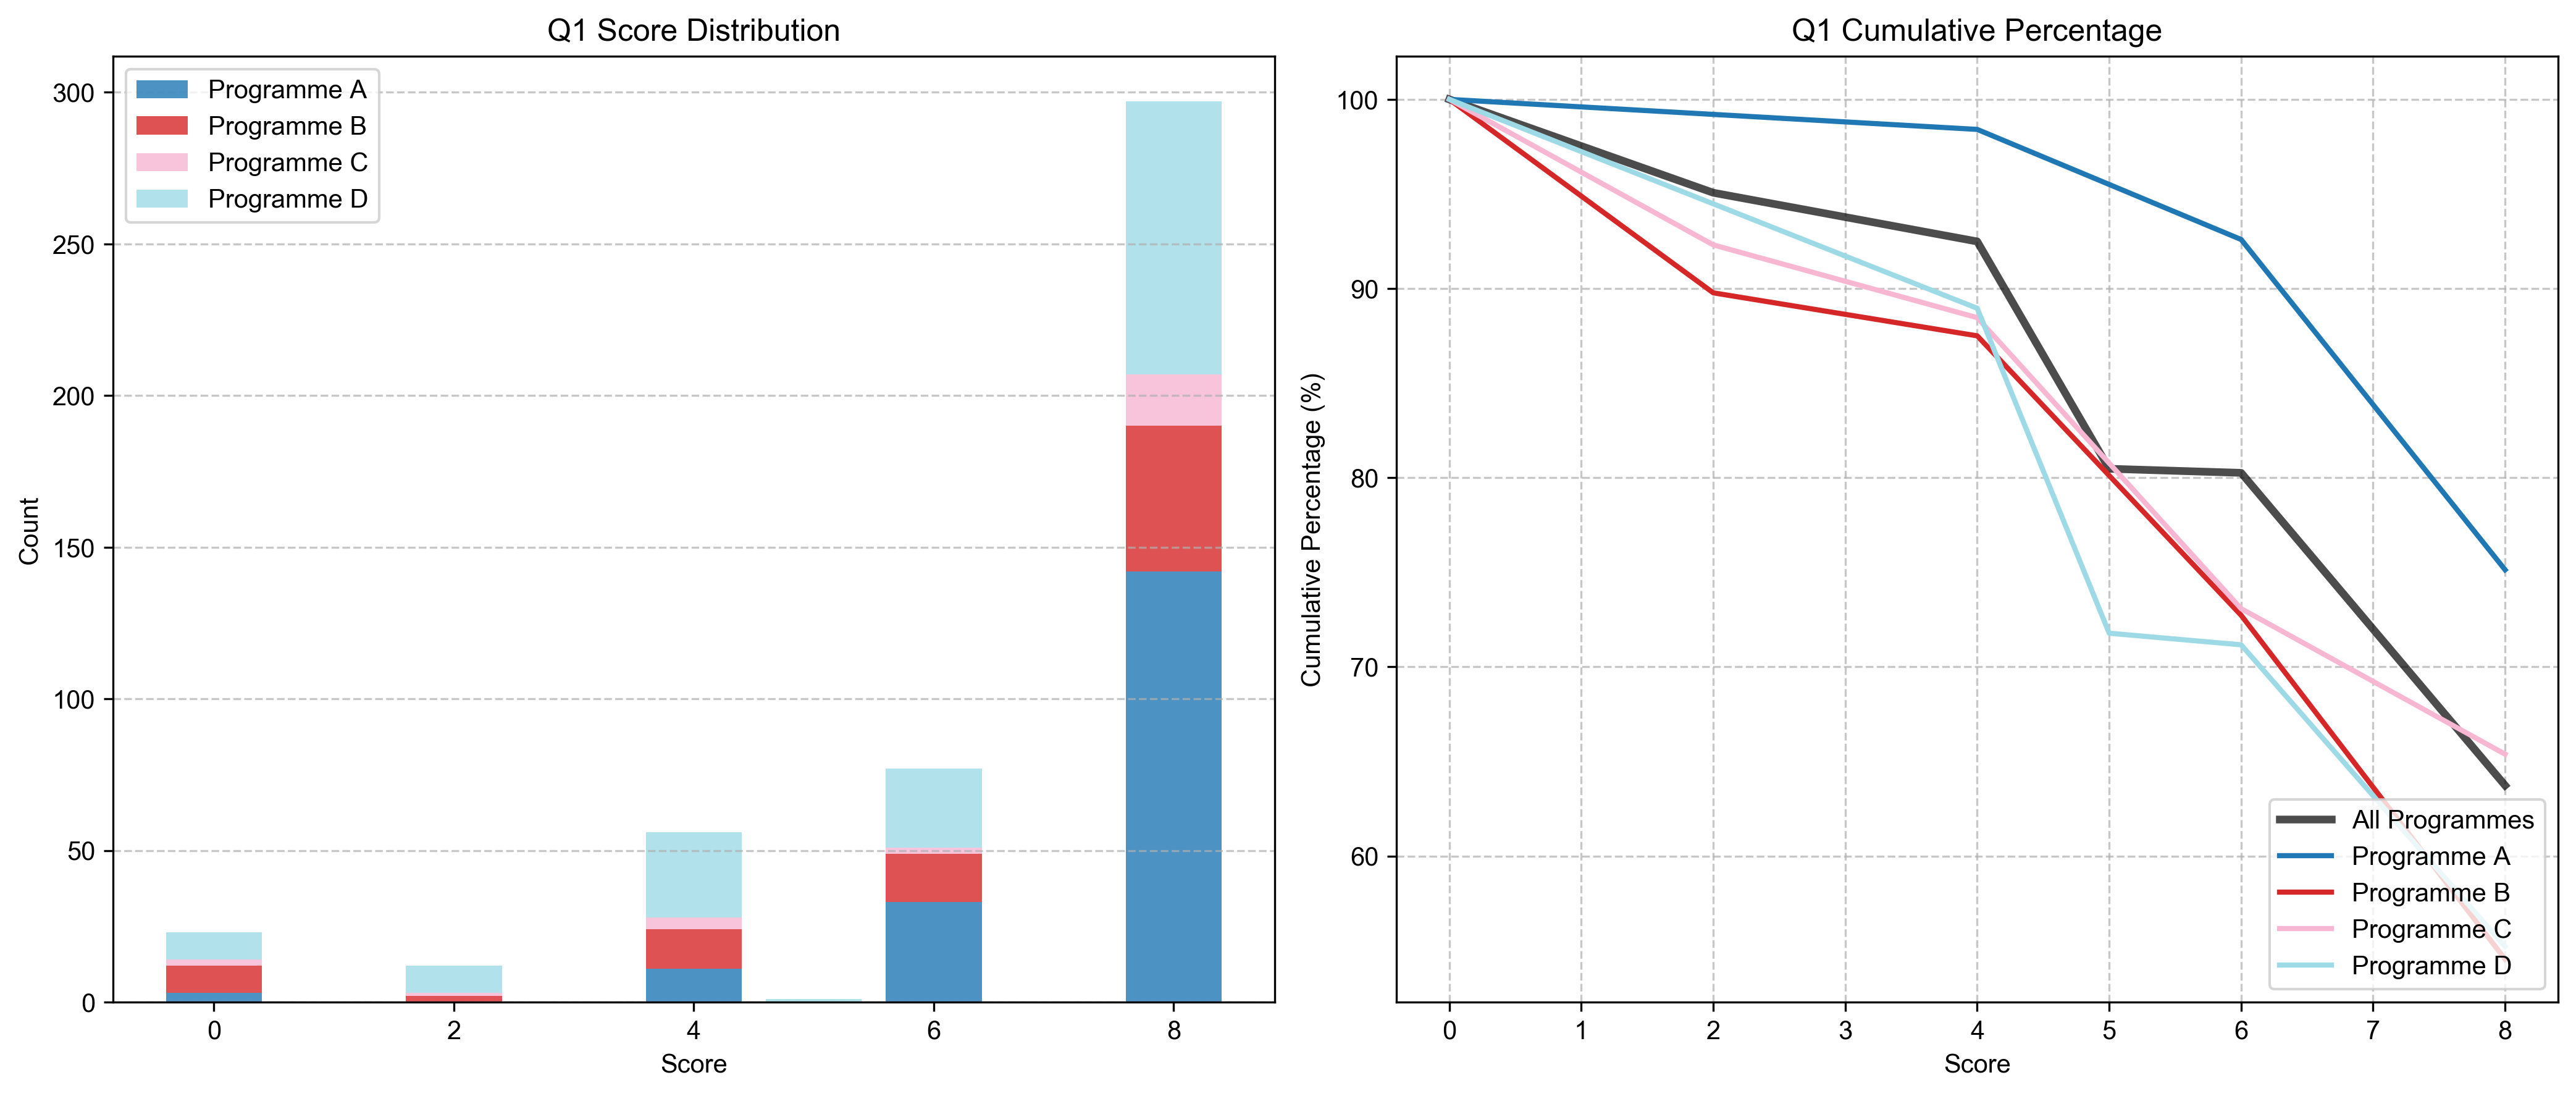 Q1 Score Distribution
Programme A
Programme B
Programme C
Programme D
300
250
200
150
100
50
0
Count
0 2 4 6 8
Score
Q1 Cumulative Percentage
100
90
80
70
60
Cumulative Percentage (%)
All Programmes
Programme A
Programme B
Programme C
Programme D
0 1 2 3 4 5 6 7 8
Score